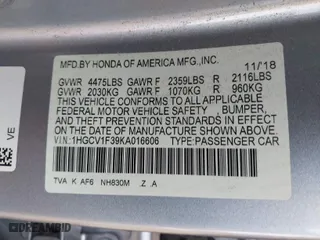 MFD.BY HONDA OF AMERICA MFG.,INC. 11/18
GVWR 4475LBS GAWR F 2359LBS R 2116LBS
GVWR 2030KG GAWR F 1070KG R 960KG
THIS VEHICLE CONFORMS TO ALL APPLICABLE
FEDERAL MOTOR VEHICLE SAFETY, BUMPER,
AND THEFT PREVENTION STANDARDS IN EFFECT
ON THE DATE OF MANUFACTURE SHOWN ABOVE.
V.I.N.:1HGCV1F39KA016606 TYPE:PASSENGER CAR
TVA K AF6 NH830M .Z .A
VE